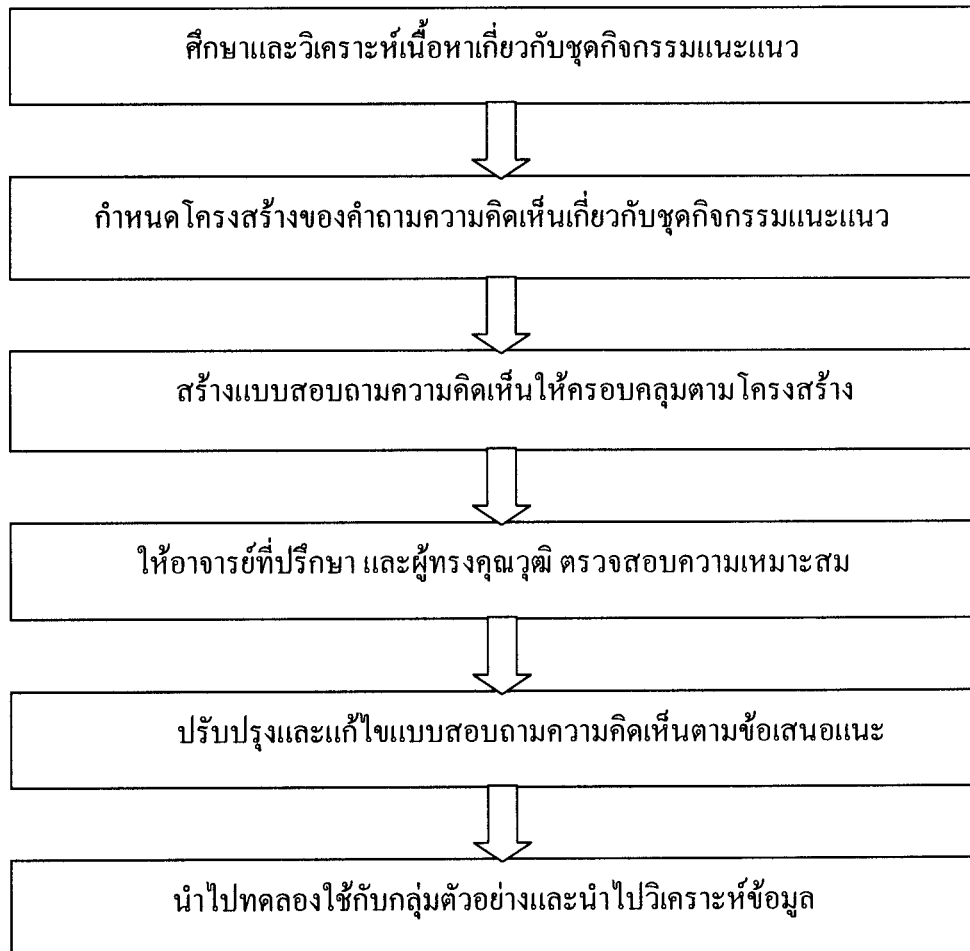 ศึกษาและวิเคราะห์เนื้อหาเกี่ยวกับชุดกิจกรรมแนะแนว
กำหนดโครงสร้างของคำถามความคิดเห็นเกี่ยวกับชุดกิจกรรมแนะแนว
สร้างแบบสอบถามความคิดเห็นให้ครอบคลุมตามโครงสร้าง
ให้อาจารย์ที่ปรึกษา และผู้ทรงคุณวุฒิ ตรวจสอบความเหมาะสม
ปรับปรุงและแก้ไขแบบสอบถามความคิดเห็นตามข้อเสนอแนะ
นำไปทดลองใช้กับกลุ่มตัวอย่างและนำไปวิเคราะห์ข้อมูล